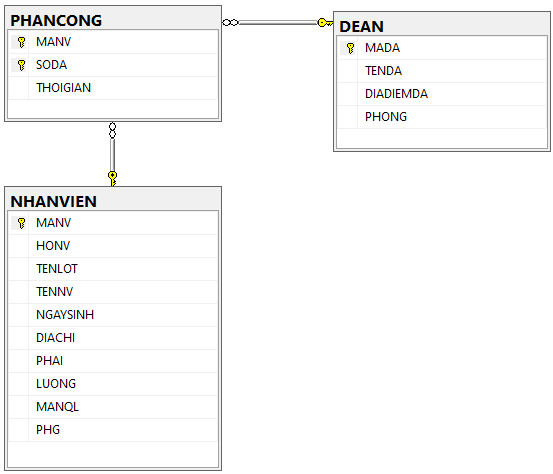 PHANCONG
MANV
SODA
THOIGIAN
DEAN
MADA
TENDA
DIADIEMDA
PHONG
NHANVIEN
MANV
HONV
TENLOT
TENNV
NGAYSINH
DIACHI
PHAI
LUONG
MANQL
PHG